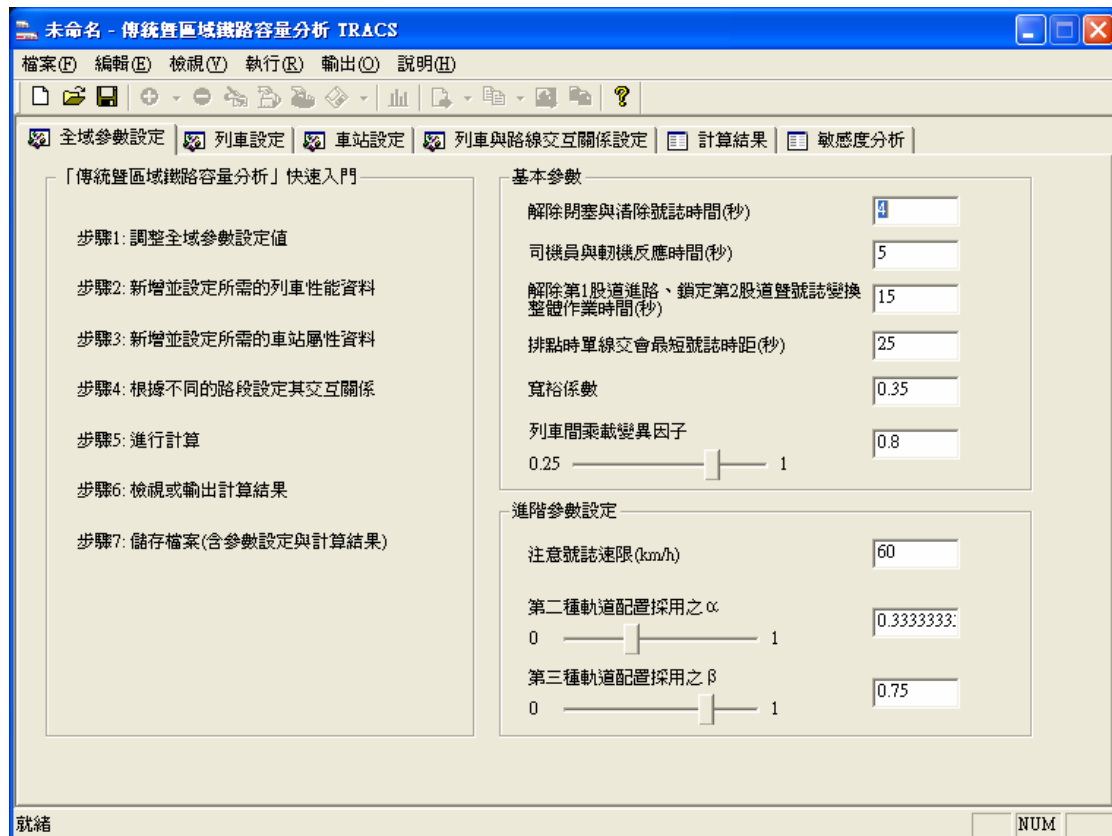 未命名 - 傳統暨區域鐵路容量分析 TRACS
檔案(F) 編輯(E) 檢視(V) 執行(R) 輸出(O) 說明(H)
全域參數設定 列車設定 車站設定 列車與路線交互關係設定 計算結果 敏感度分析
「傳統暨區域鐵路容量分析」快速入門
步驟1: 調整全域參數設定值
步驟2: 新增並設定所需的列車性能資料
步驟3: 新增並設定所需的車站屬性資料
步驟4: 根據不同的路段設定其交互關係
步驟5: 進行計算
步驟6: 檢視或輸出計算結果
步驟7: 儲存檔案(含參數設定與計算結果)
基本參數
解除閉塞與清除號誌時間(秒) 4
司機員與軔機反應時間(秒) 5
解除第1股道進路、鎖定第2股道暨號誌變換
整體作業時間(秒) 15
排點時單線交會最短號誌時距(秒) 25
寬裕係數 0.35
列車間乘載變異因子 0.8
0.25 1
進階參數設定
注意號誌速限(km/h) 60
第二種軌道配置採用之α 0.3333333
0 1
第三種軌道配置採用之β 0.75
0 1
就緒 NUM